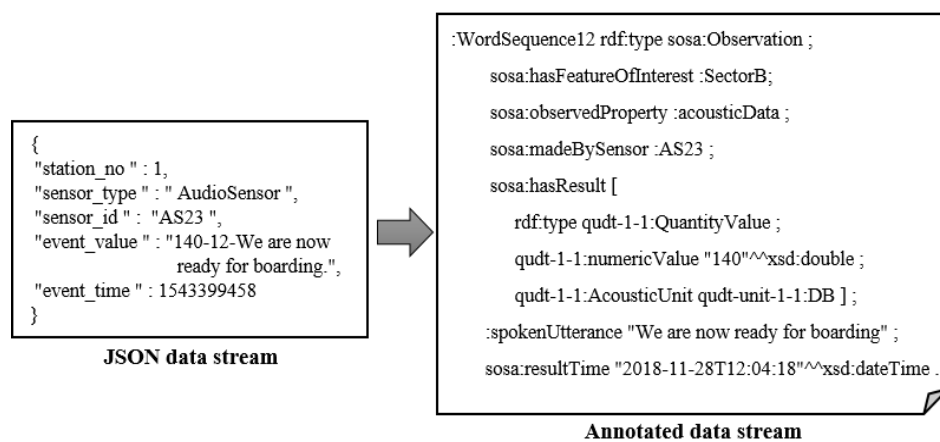 {
"station_no " : 1,
"sensor_type " : " AudioSensor ",
"sensor_id " :  "AS23 ",
"event_value " : "140-12-We are now
ready for boarding.",
"event_time " : 1543399458
}
JSON data stream
:WordSequence12 rdf:type sosa:Observation ;
sosa:hasFeatureOfInterest :SectorB;
sosa:observedProperty :acousticData ;
sosa:madeBySensor :AS23 ;
sosa:hasResult [
rdf:type qudt-1-1:QuantityValue ;
qudt-1-1:numericValue "140"^^xsd:double ;
qudt-1-1:AcousticUnit qudt-unit-1-1:DB ] ;
:spokenUtterance "We are now ready for boarding" ;
sosa:resultTime "2018-11-28T12:04:18"^^xsd:dateTime .
Annotated data stream